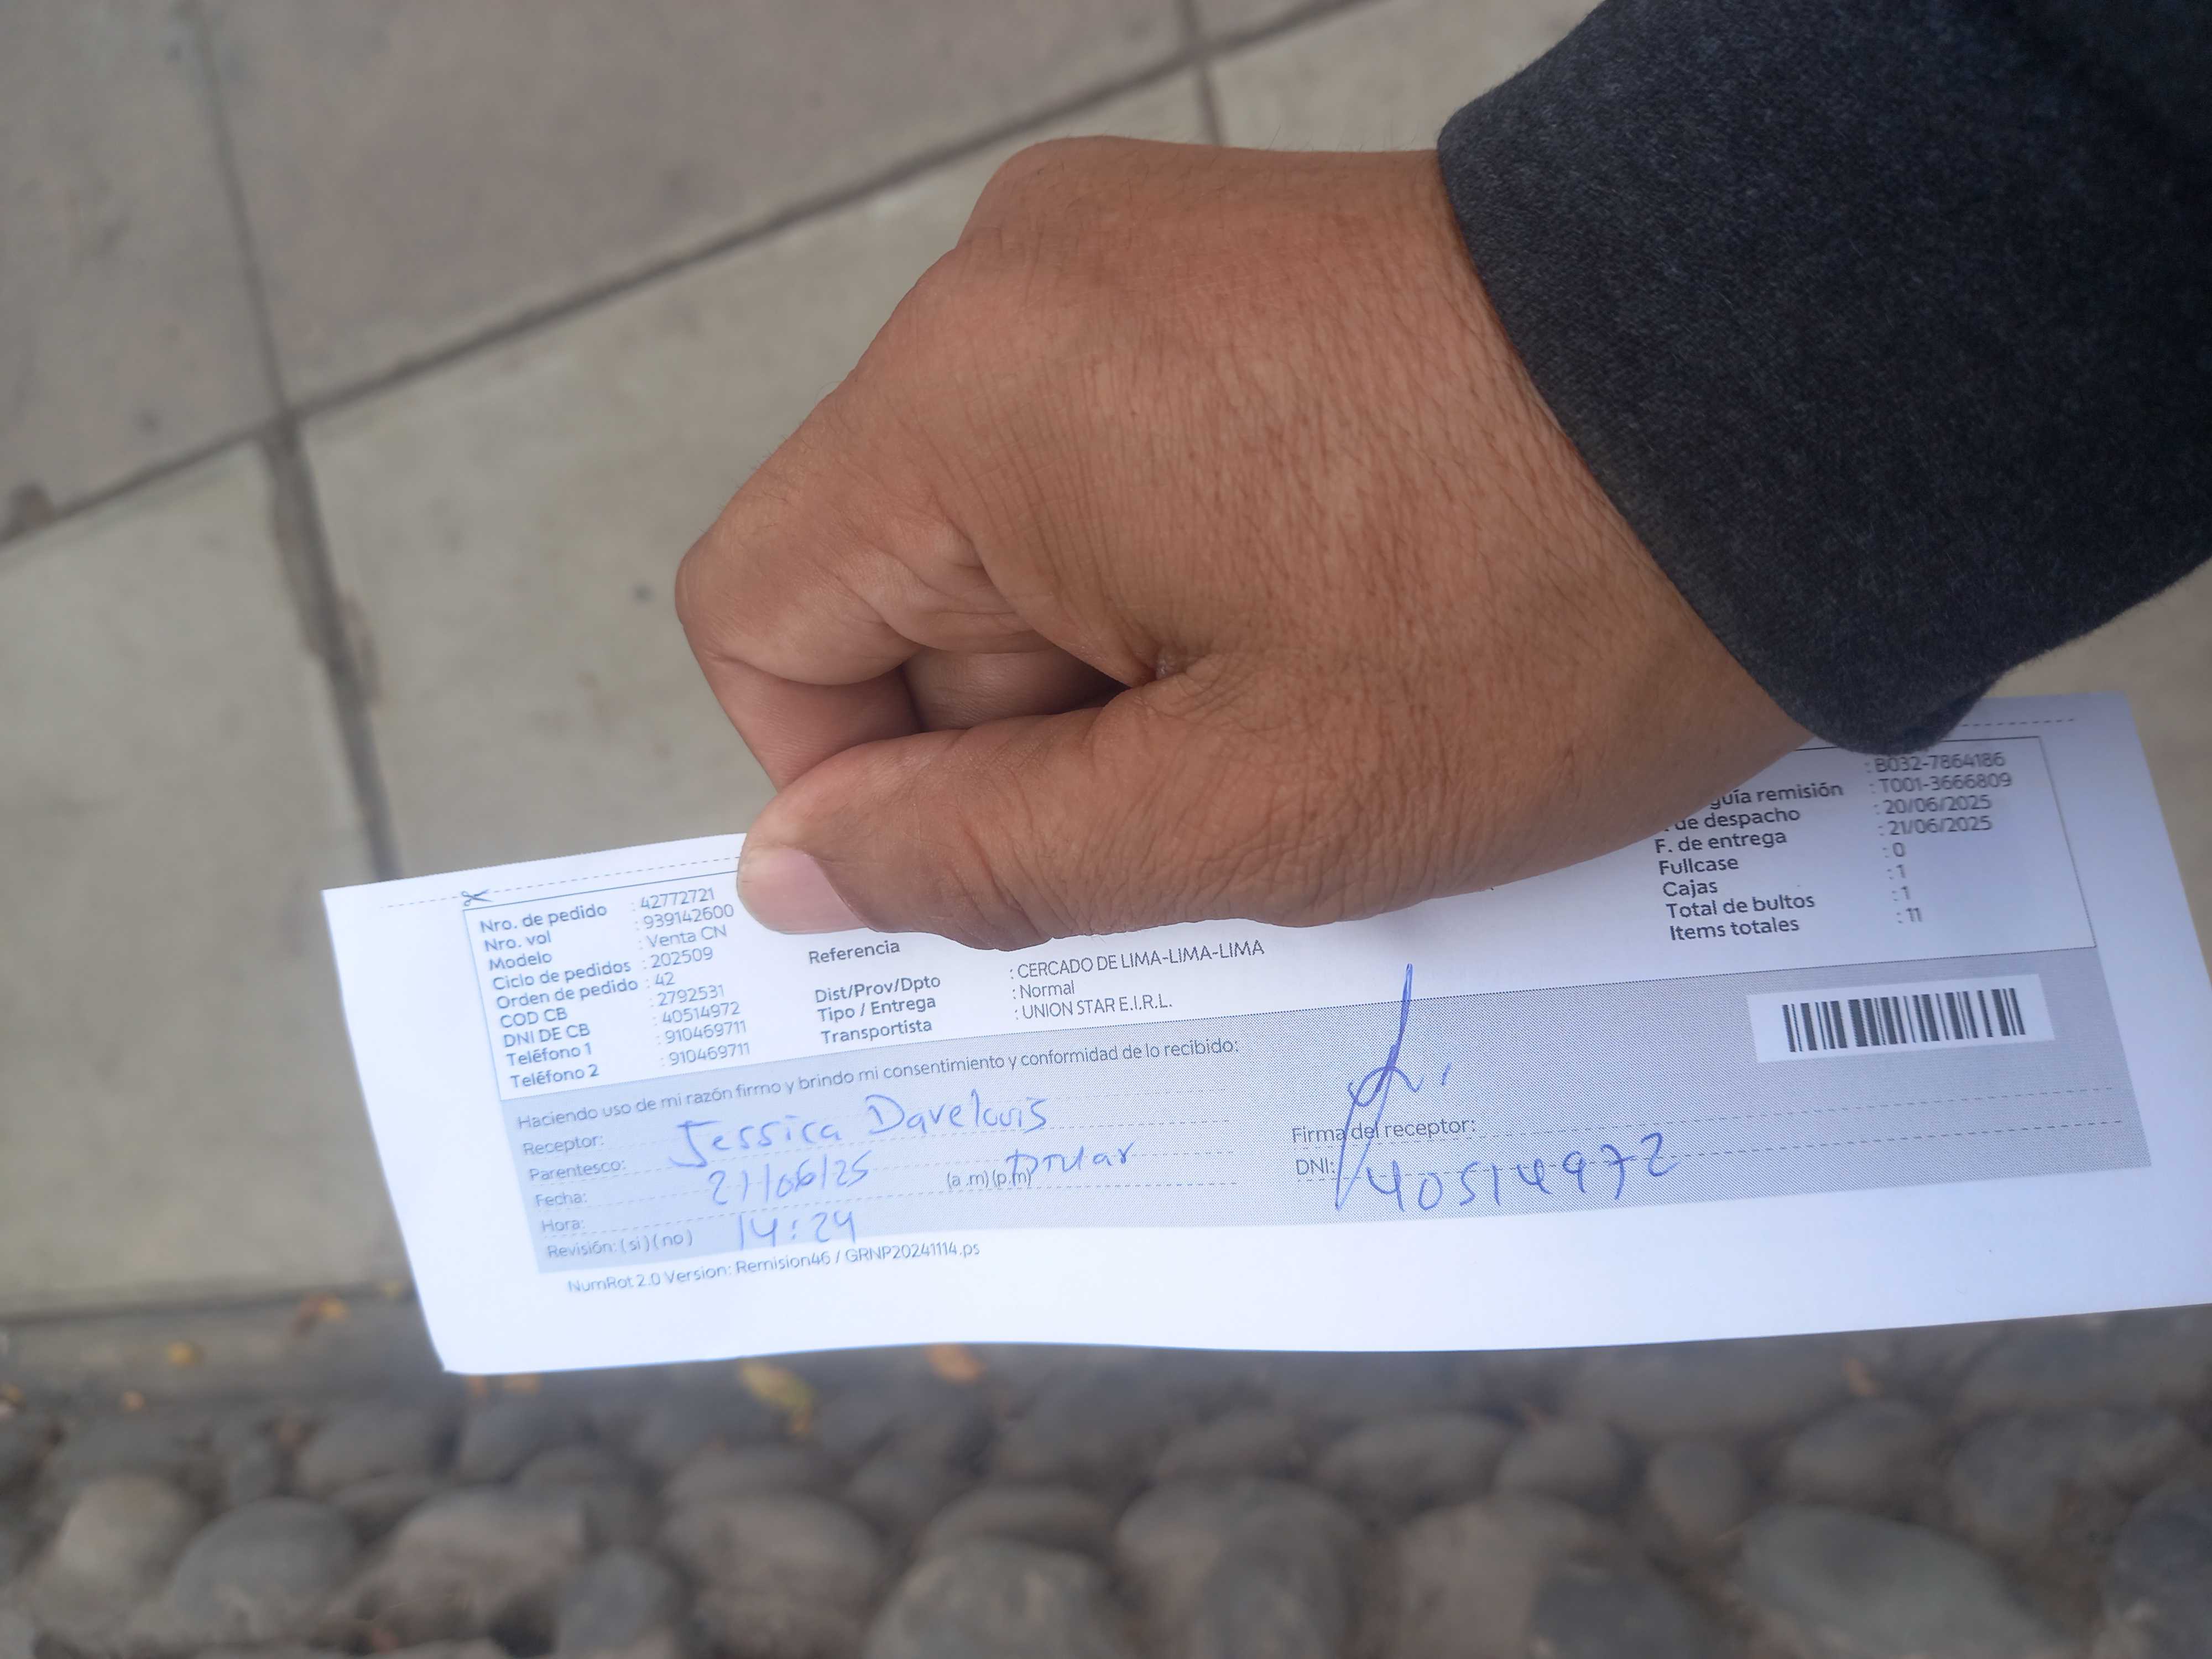 Nro. de pedido : 42772721
Nro. vol : 939142600
Modelo : Venta CN
Ciclo de pedidos : 202509
Orden de pedido : 42
COD CB : 2792531
DNI DE CB : 40514972
Teléfono 1 : 910469711
Teléfono 2 : 910469711
Referencia
Dist/Prov/Dpto : CERCADO DE LIMA-LIMA-LIMA
Tipo / Entrega : Normal
Transportista : UNION STAR E.I.R.L.
: B032-7864186
guía remisión : T001-3666809
de despacho : 20/06/2025
F. de entrega : 21/06/2025
Fullcase : 0
Cajas : 1
Total de bultos : 1
Items totales : 11
Haciendo uso de mi razón firmo y brindo mi consentimiento y conformidad de lo recibido:
Receptor: Jessica Davelouis
Parentesco: Titular
Fecha: 21/06/25 (a .m) (p.m)
Hora: 14:24
Revisión: (si) (no)
Firma del receptor:
DNI: 40514972
NumRot 2.0 Version: Remision46 / GRNP20241114.ps